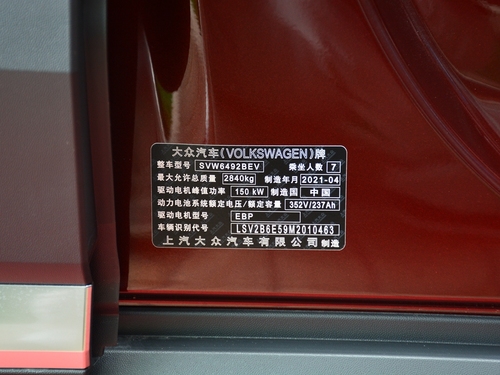 大众汽车(VOLKSWAGEN)牌
整车型号 SVW6492BEV 乘坐人数 7
最大允许总质量 2840kg 制造年月 2021-04
驱动电机峰值功率 150 kW 制造国 中国
动力电池系统额定电压/额定容量 352V/237Ah
驱动电机型号 EBP
车辆识别代号 LSV2B6E59M2010463
上汽大众汽车有限公司 制造